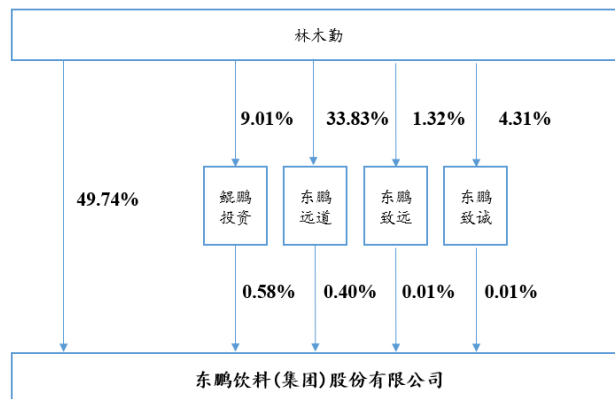 林木勤
9.01% 33.83% 1.32% 4.31%
49.74%
鲲鹏
投资
东鹏
远道
东鹏
致远
东鹏
致诚
0.58% 0.40% 0.01% 0.01%
东鹏饮料(集团)股份有限公司